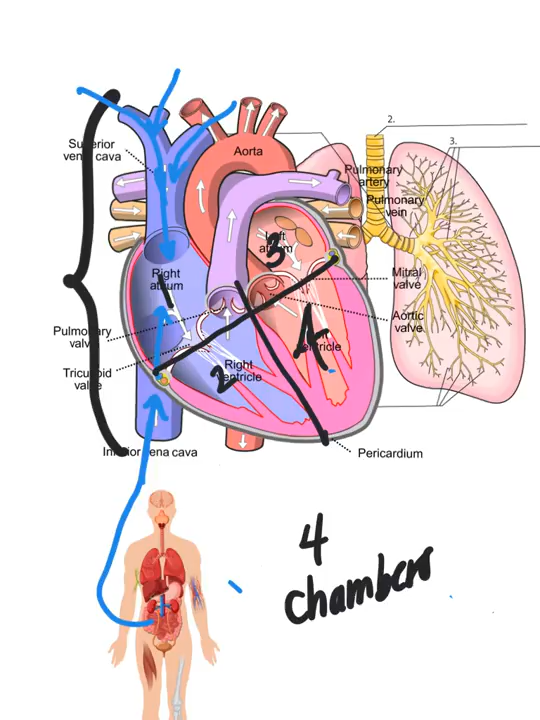 2.
3.
Superior
vena cava
Aorta
Pulmonary
artery
Pulmonary
vein
3
Left
atrium
Right
atrium
1
Mitral
valve
Aortic
valve
Pulmonary
valve
Tricuspid
valve
2
Right
ventricle
4
ventricle
Inferior vena cava
Pericardium
4
chambers